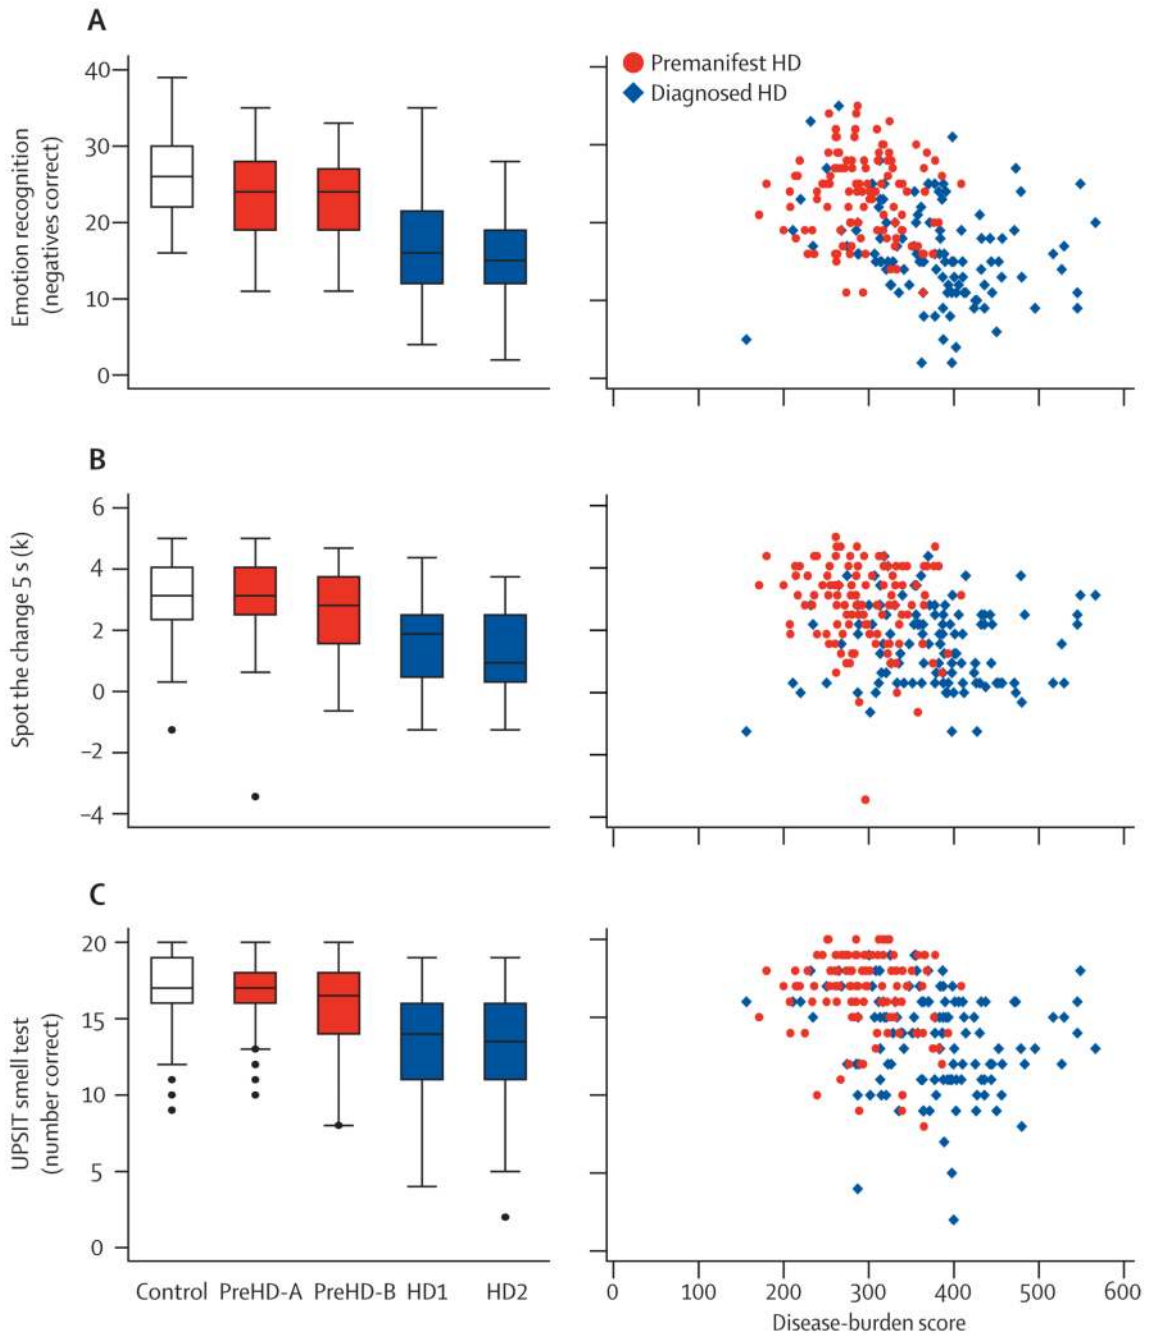 A
Emotion recognition
(negatives correct)
40
30
20
10
0
Premanifest HD
Diagnosed HD
B
Spot the change 5 s (k)
6
4
2
0
−2
−4
C
UPSIT smell test
(number correct)
20
15
10
5
0
Control PreHD-A PreHD-B HD1 HD2
0 100 200 300 400 500 600
Disease-burden score